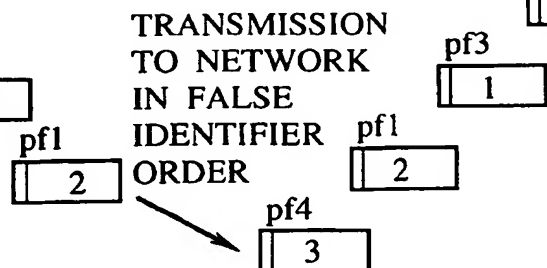 TRANSMISSION
TO NETWORK
IN FALSE
IDENTIFIER
ORDER
pf3
1
pf1
2
pf1
2
pf4
3